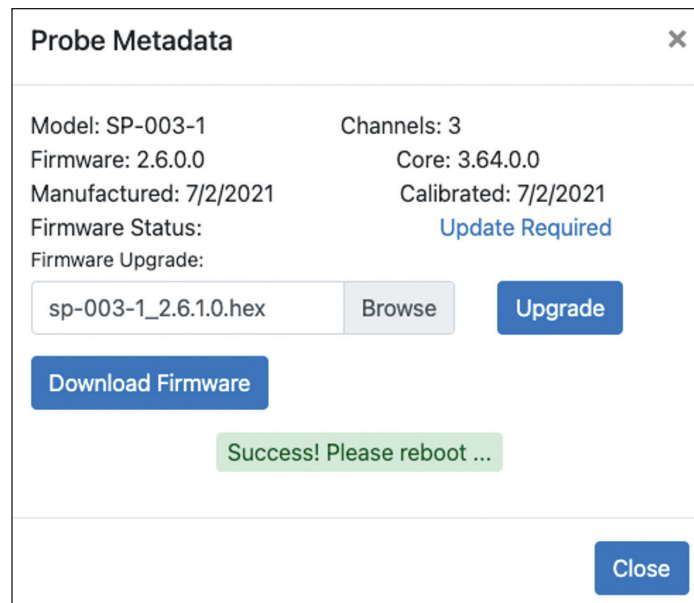 Probe Metadata ×
Model: SP-003-1 Channels: 3
Firmware: 2.6.0.0 Core: 3.64.0.0
Manufactured: 7/2/2021 Calibrated: 7/2/2021
Firmware Status: Update Required
Firmware Upgrade:
sp-003-1_2.6.1.0.hex Browse Upgrade
Download Firmware
Success! Please reboot ...
Close